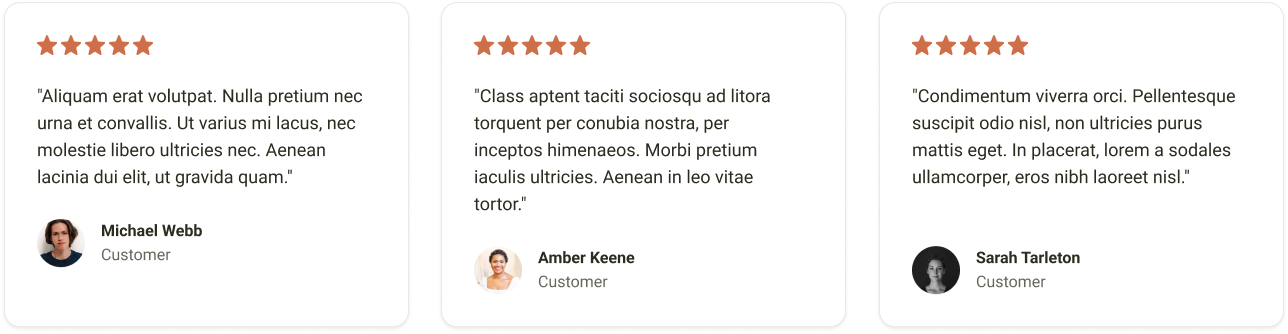 "Aliquam erat volutpat. Nulla pretium nec
urna et convallis. Ut varius mi lacus, nec
molestie libero ultricies nec. Aenean
lacinia dui elit, ut gravida quam."
Michael Webb
Customer
"Class aptent taciti sociosqu ad litora
torquent per conubia nostra, per
inceptos himenaeos. Morbi pretium
iaculis ultricies. Aenean in leo vitae
tortor."
Amber Keene
Customer
"Condimentum viverra orci. Pellentesque
suscipit odio nisl, non ultricies purus
mattis eget. In placerat, lorem a sodales
ullamcorper, eros nibh laoreet nisl."
Sarah Tarleton
Customer